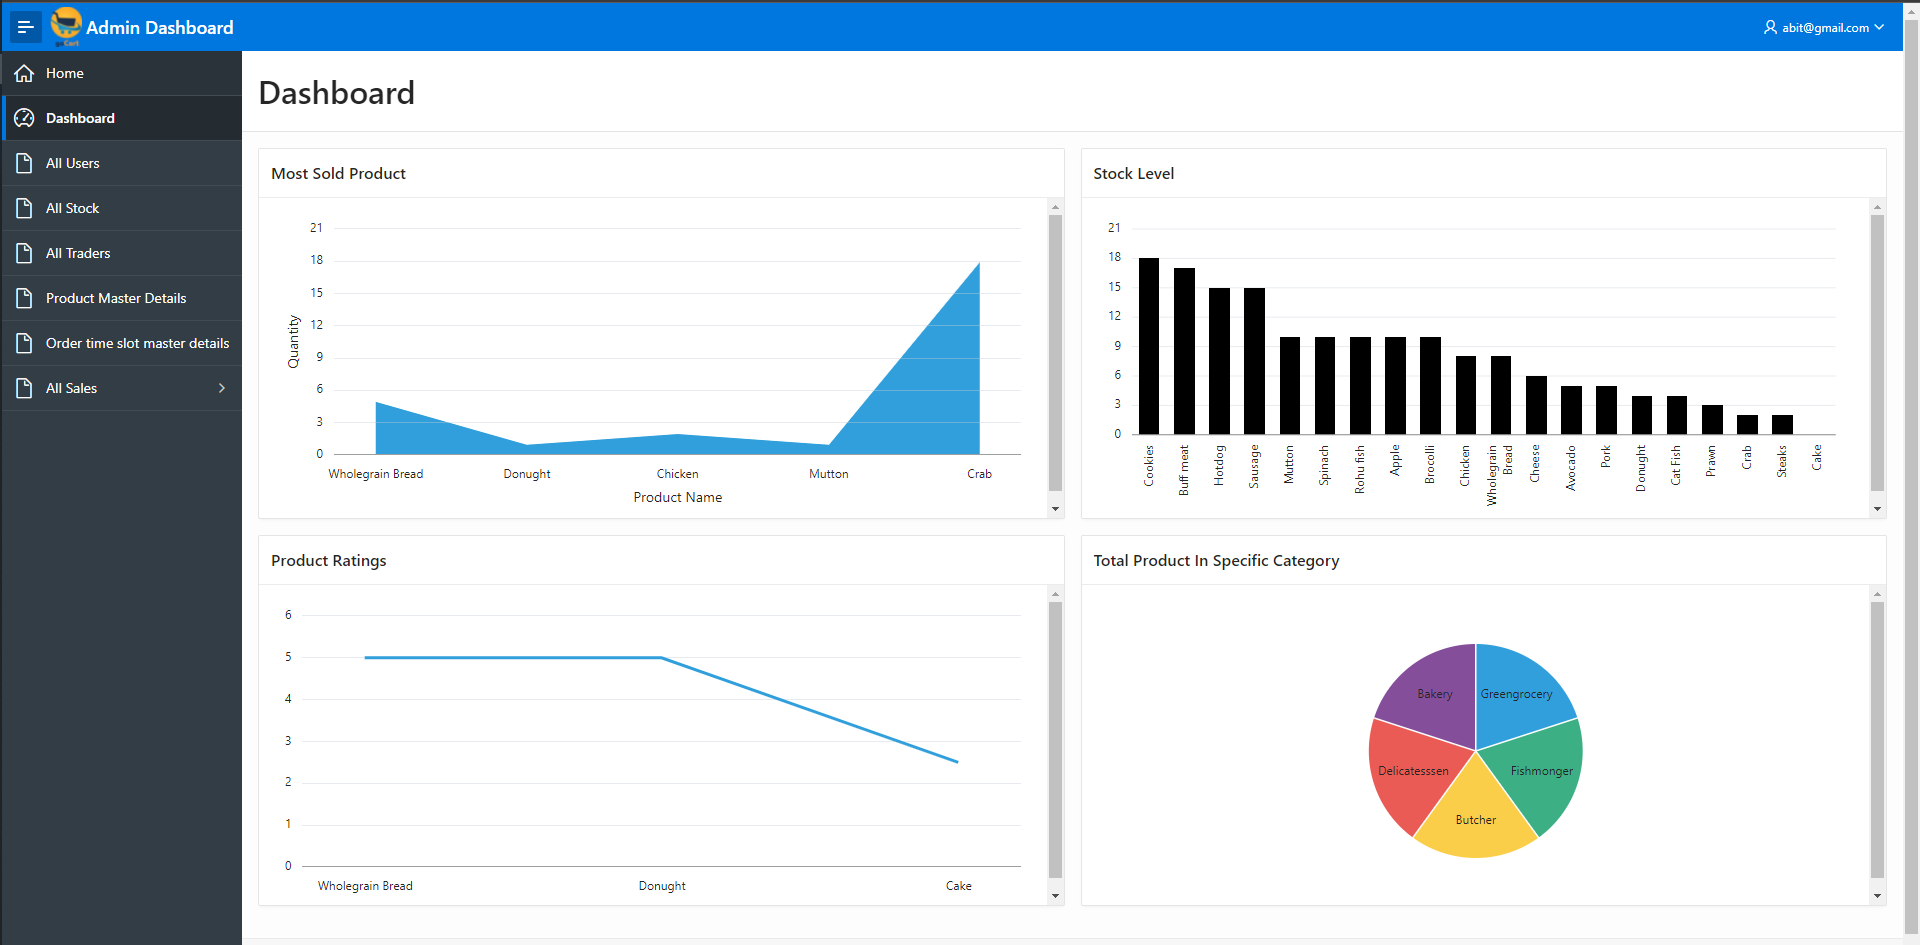 Admin Dashboard
abit@gmail.com
Home
Dashboard
All Users
All Stock
All Traders
Product Master Details
Order time slot master details
All Sales
Dashboard
Most Sold Product
21
18
15
12
9
6
3
0
Quantity
Wholegrain Bread
Donught
Chicken
Mutton
Crab
Product Name
Stock Level
21
18
15
12
9
6
3
0
Cookies
Buff meat
Hotdog
Sausage
Mutton
Spinach
Rohu fish
Apple
Brocolli
Chicken
Wholegrain
Bread
Cheese
Avocado
Pork
Donught
Cat Fish
Prawn
Crab
Steaks
Cake
Product Ratings
6
5
4
3
2
1
0
Wholegrain Bread
Donught
Cake
Total Product In Specific Category
Bakery
Greengrocery
Delicatesssen
Fishmonger
Butcher